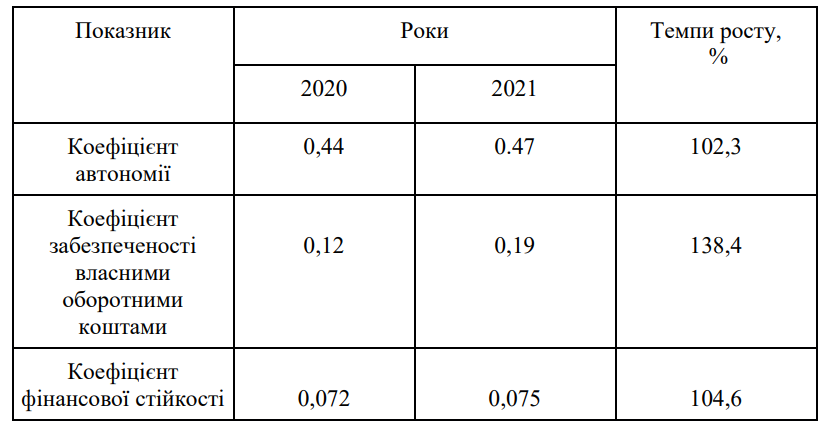 Показник
Роки
Темпи росту,
%
2020
2021
Коефіцієнт
автономії
0,44
0.47
102,3
Коефіцієнт
забезпеченості
власними
оборотними
коштами
0,12
0,19
138,4
Коефіцієнт
фінансової стійкості
0,072
0,075
104,6